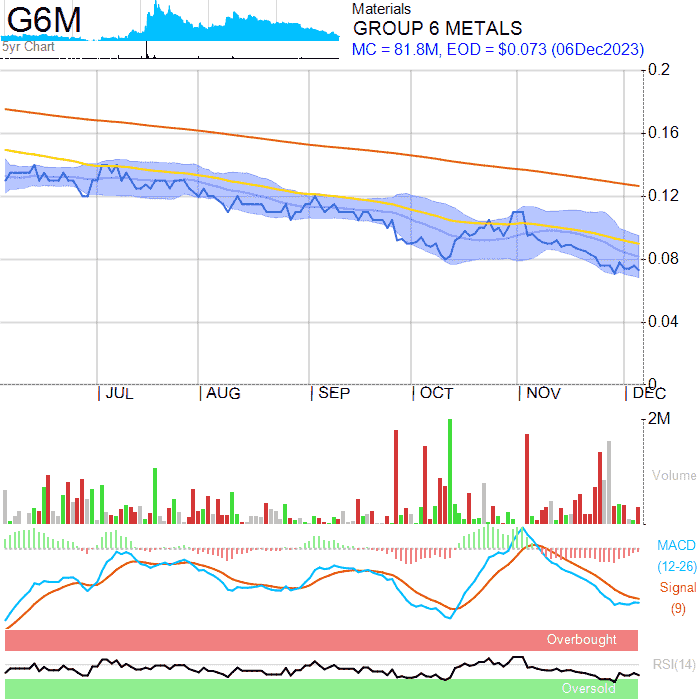 G6M
5yr Chart
Materials
GROUP 6 METALS
MC = 81.8M, EOD = $0.073 (06Dec2023)
0.2
0.16
0.12
0.08
0.04
0
JUL AUG SEP OCT NOV DEC
2M
Volume
MACD
(12-26)
Signal
(9)
Overbought
RSI(14)
Oversold